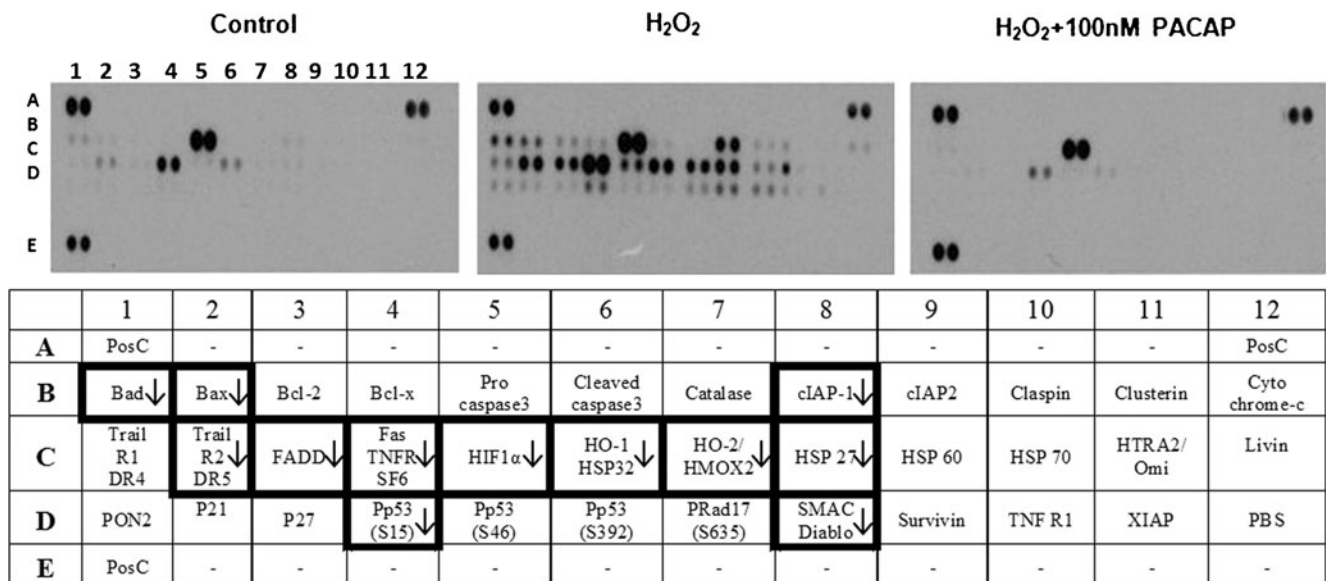 Control H₂O₂ H₂O₂+100nM PACAP
1 2 3 4 5 6 7 8 9 10 11 12
A
B
C
D
E
1 2 3 4 5 6 7 8 9 10 11 12
A PosC - - - - - - - - - - PosC
B Bad↓ Bax↓ Bcl-2 Bcl-x Pro caspase3 Cleaved caspase3 Catalase cIAP-1↓ cIAP2 Claspin Clusterin Cyto chrome-c
C Trail R1 DR4 Trail R2 DR5↓ FADD↓ Fas TNFR SF6↓ HIF1α↓ HO-1 HSP32↓ HO-2/ HMOX2↓ HSP 27↓ HSP 60 HSP 70 HTRA2/ Omi Livin
D PON2 P21 P27 Pp53 (S15)↓ Pp53 (S46) Pp53 (S392) PRad17 (S635) SMAC Diablo↓ Survivin TNF R1 XIAP PBS
E PosC - - - - - - - - - - -